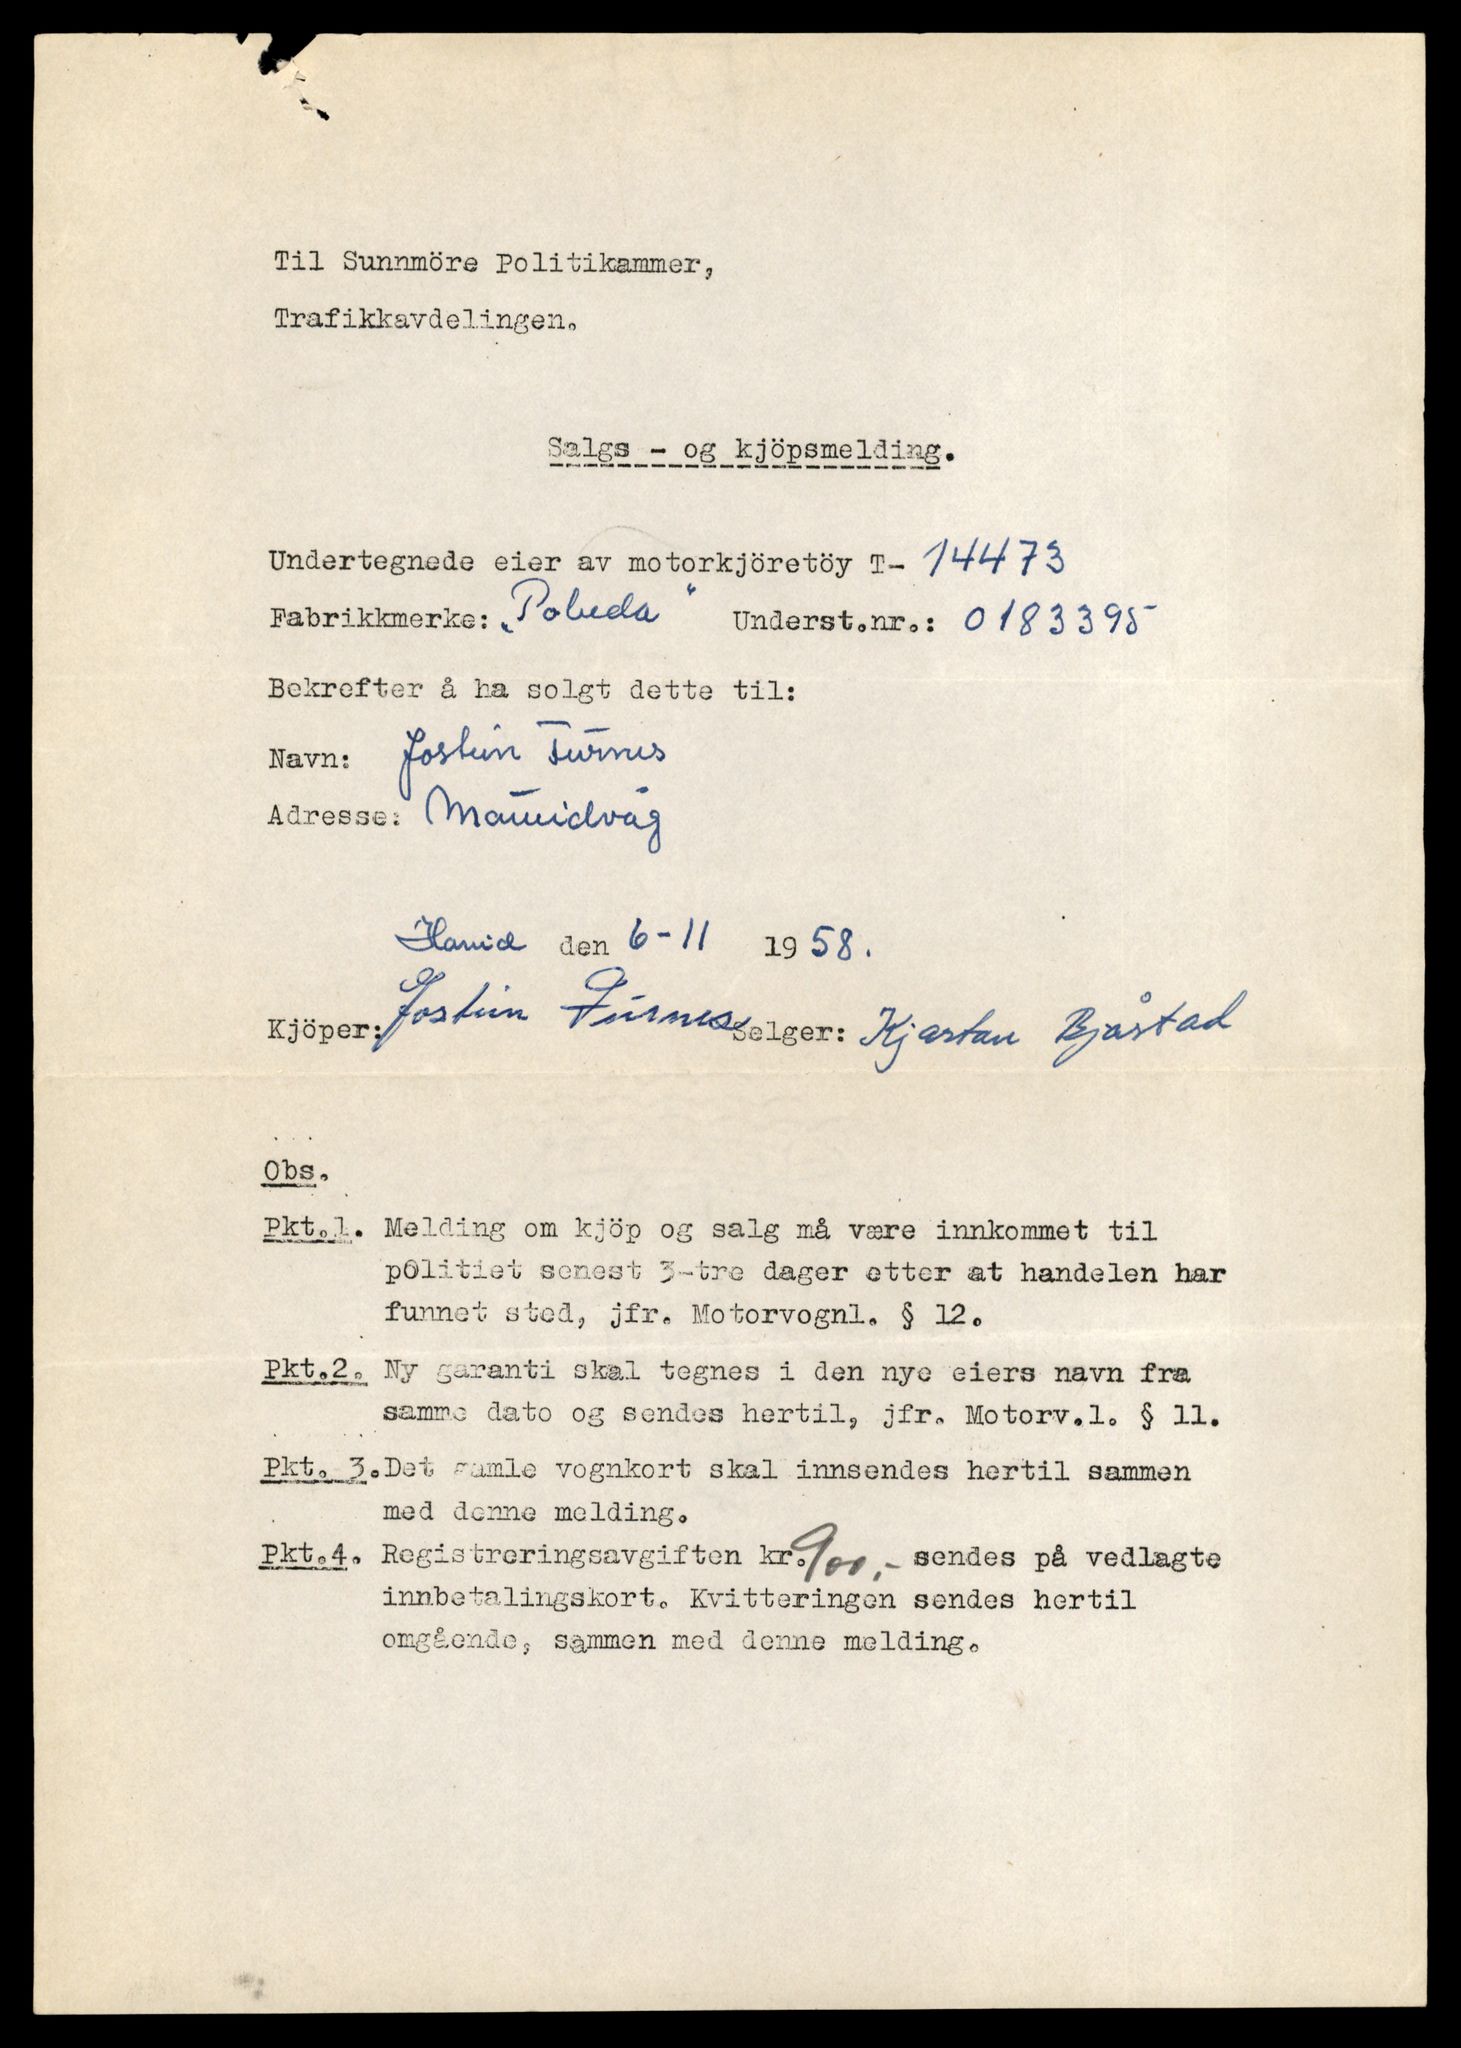 Til Sunnmöre Politikammer,
Trafikkavdelingen.
Salgs - og kjöpsmelding.
Undertegnede eier av motorkjöretöy T- 14473
Fabrikkmerke: „Pobeda" Underst.nr.: 0183395
Bekrefter å ha solgt dette til:
Navn: Jostein Furnes
Adresse:
Hareid den 6-11 1958.
Kjöper: Jostein Furnes Selger: Kjartan Bjåstad
Obs.
Pkt.1. Melding om kjöp og salg må være innkommet til
politiet senest 3-tre dager etter at handelen har
funnet sted, jfr. Motorvognl. § 12.
Pkt.2. Ny garanti skal tegnes i den nye eiers navn fra
samme dato og sendes hertil, jfr. Motorv.l. § 11.
Pkt. 3. Det gamle vognkort skal innsendes hertil sammen
med denne melding.
Pkt.4. Registreringsavgiften kr. 900,- sendes på vedlagte
innbetalingskort. Kvitteringen sendes hertil
omgående, sammen med denne melding.